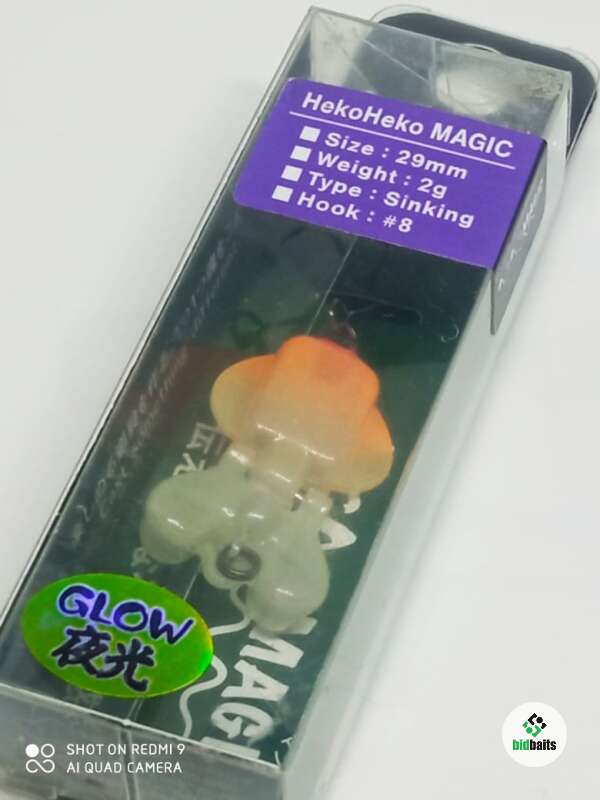 HekoHeko MAGIC
■ Size : 29mm
■ Weight : 2g
■ Type : Sinking
■ Hook : #8
GLOW
夜光
MAGI
SHOT ON REDMI 9
AI QUAD CAMERA
bidbaits